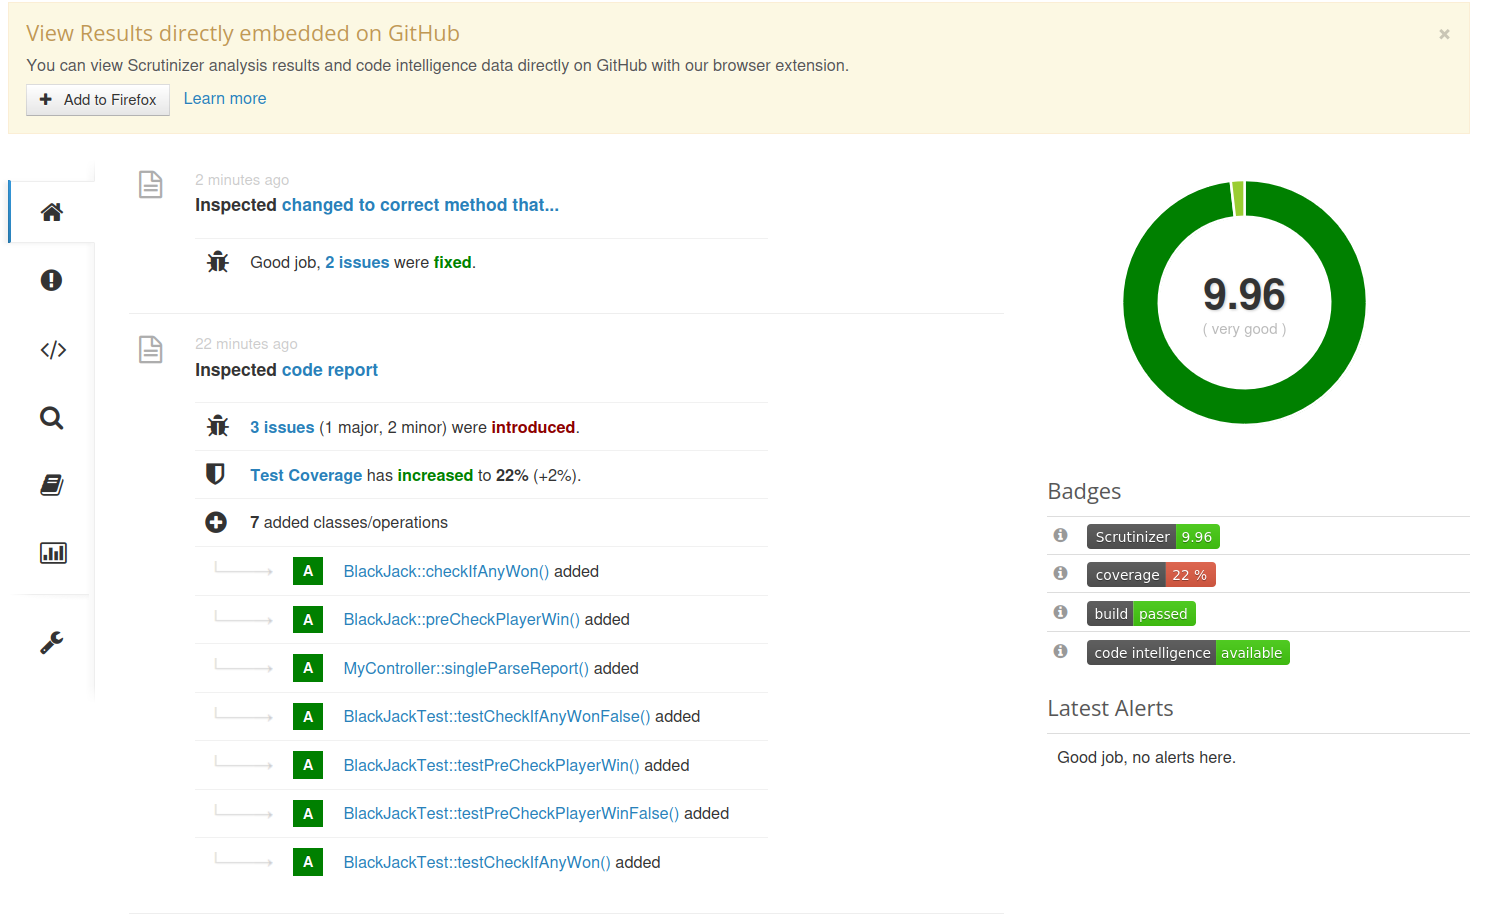 View Results directly embedded on GitHub
×
You can view Scrutinizer analysis results and code intelligence data directly on GitHub with our browser extension.
Add to Firefox
Learn more
2 minutes ago
Inspected changed to correct method that...
Good job, 2 issues were fixed.
22 minutes ago
Inspected code report
3 issues (1 major, 2 minor) were introduced.
Test Coverage has increased to 22% (+2%).
7 added classes/operations
A BlackJack::checkIfAnyWon() added
A BlackJack::preCheckPlayerWin() added
A MyController::singleParseReport() added
A BlackJackTest::testCheckIfAnyWonFalse() added
A BlackJackTest::testPreCheckPlayerWin() added
A BlackJackTest::testPreCheckPlayerWinFalse() added
A BlackJackTest::testCheckIfAnyWon() added
9.96
( very good )
Badges
Scrutinizer 9.96
coverage 22 %
build passed
code intelligence available
Latest Alerts
Good job, no alerts here.